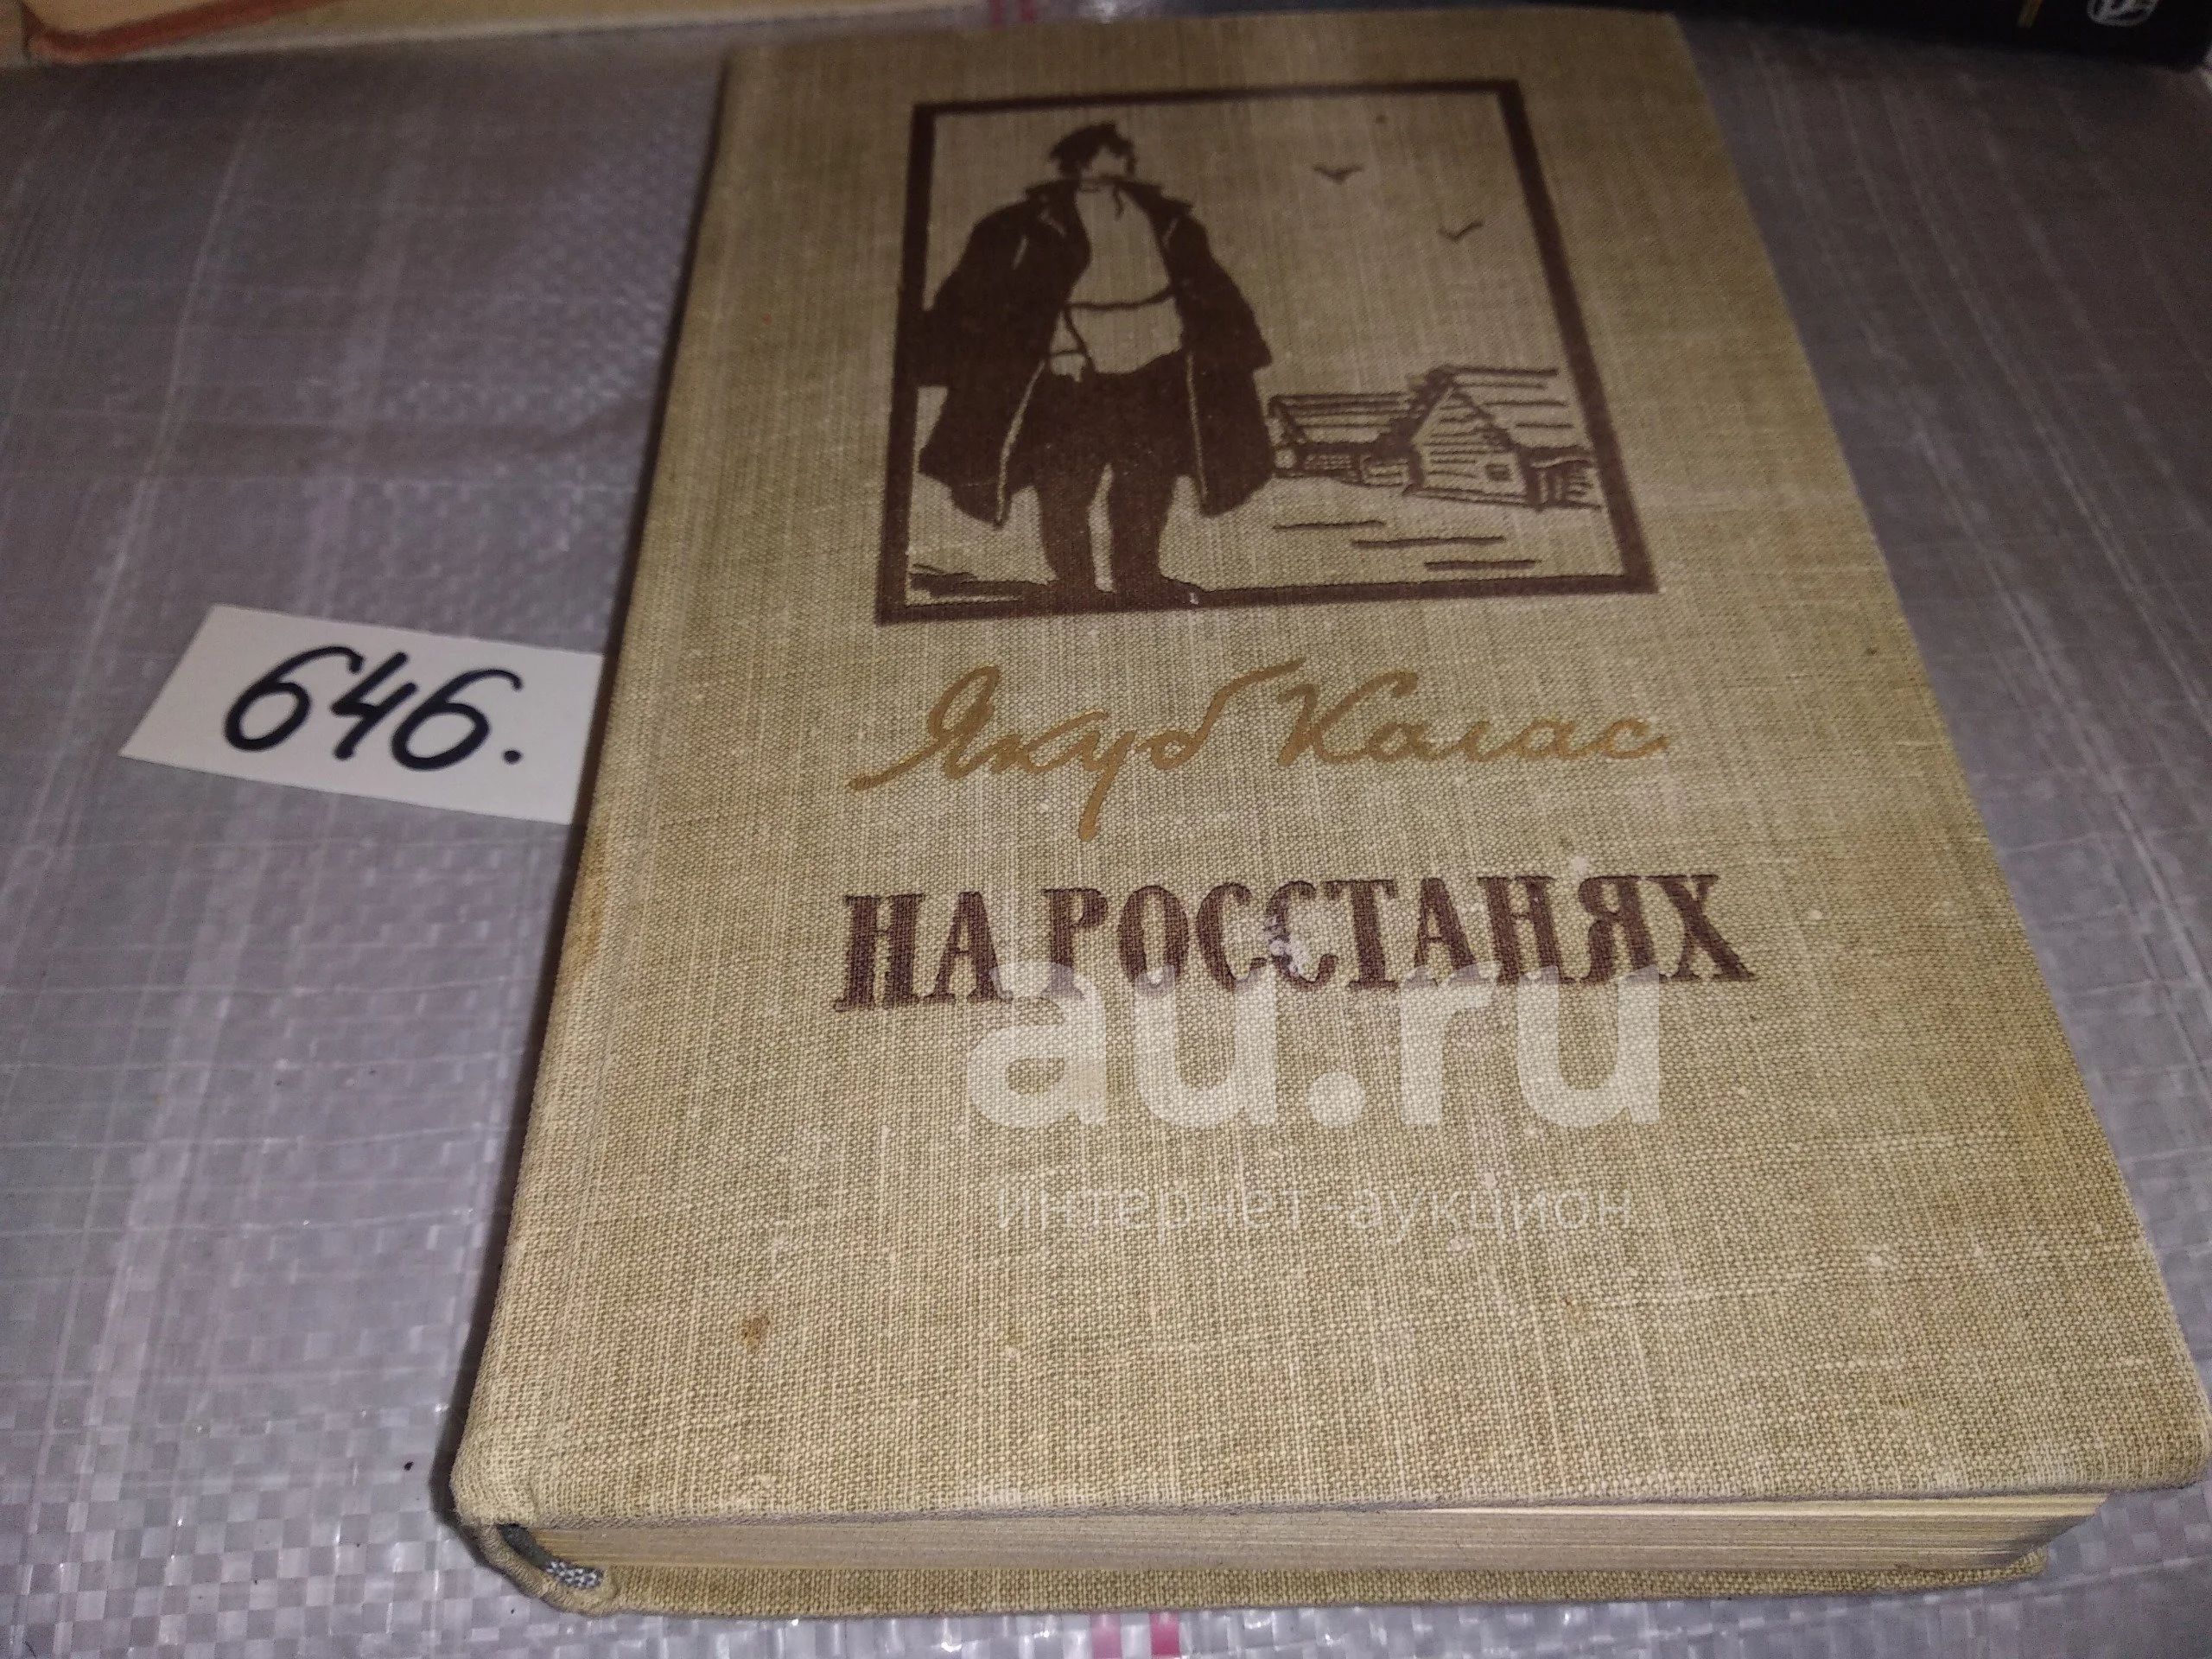 646.
Якуб Колас
НА РОССТАНЯХ
au.ru
интернет-аукцион